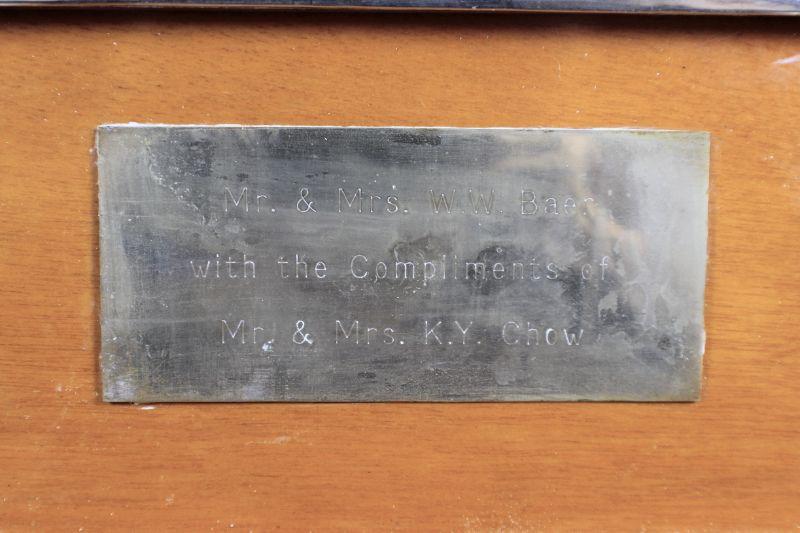 Mr. & Mrs. W.W. Baer
with the Compliments of
Mr. & Mrs. K.Y. Chow